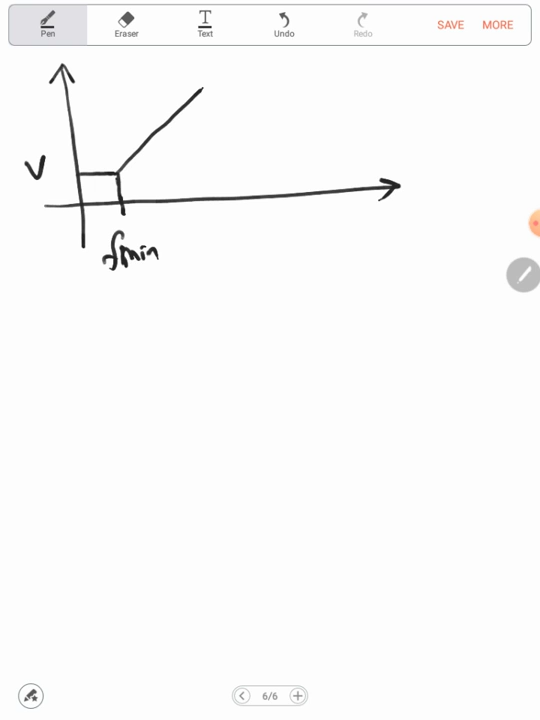 Pen
Eraser
Text
Undo
Redo
SAVE
MORE
V
fmin
6/6